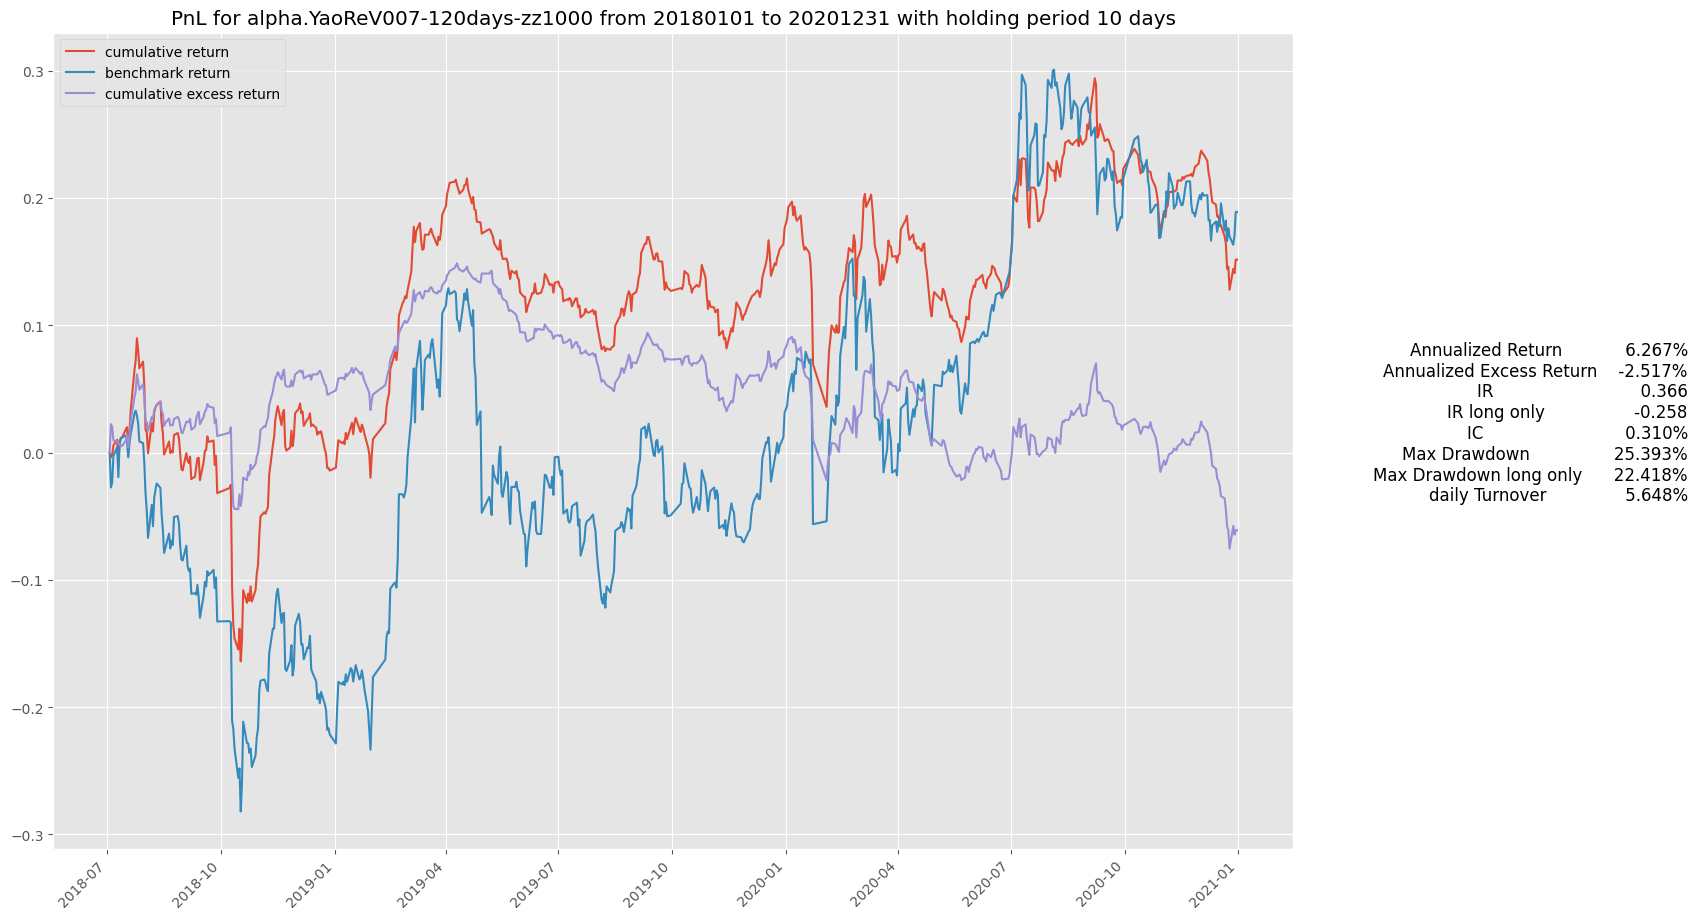 PnL for alpha.YaoReV007-120days-zz1000 from 20180101 to 20201231 with holding period 10 days
cumulative return
benchmark return
cumulative excess return
0.3
0.2
0.1
0.0
−0.1
−0.2
−0.3
2018-07
2018-10
2019-01
2019-04
2019-07
2019-10
2020-01
2020-04
2020-07
2020-10
2021-01
Annualized Return 6.267%
Annualized Excess Return -2.517%
IR 0.366
IR long only -0.258
IC 0.310%
Max Drawdown 25.393%
Max Drawdown long only 22.418%
daily Turnover 5.648%